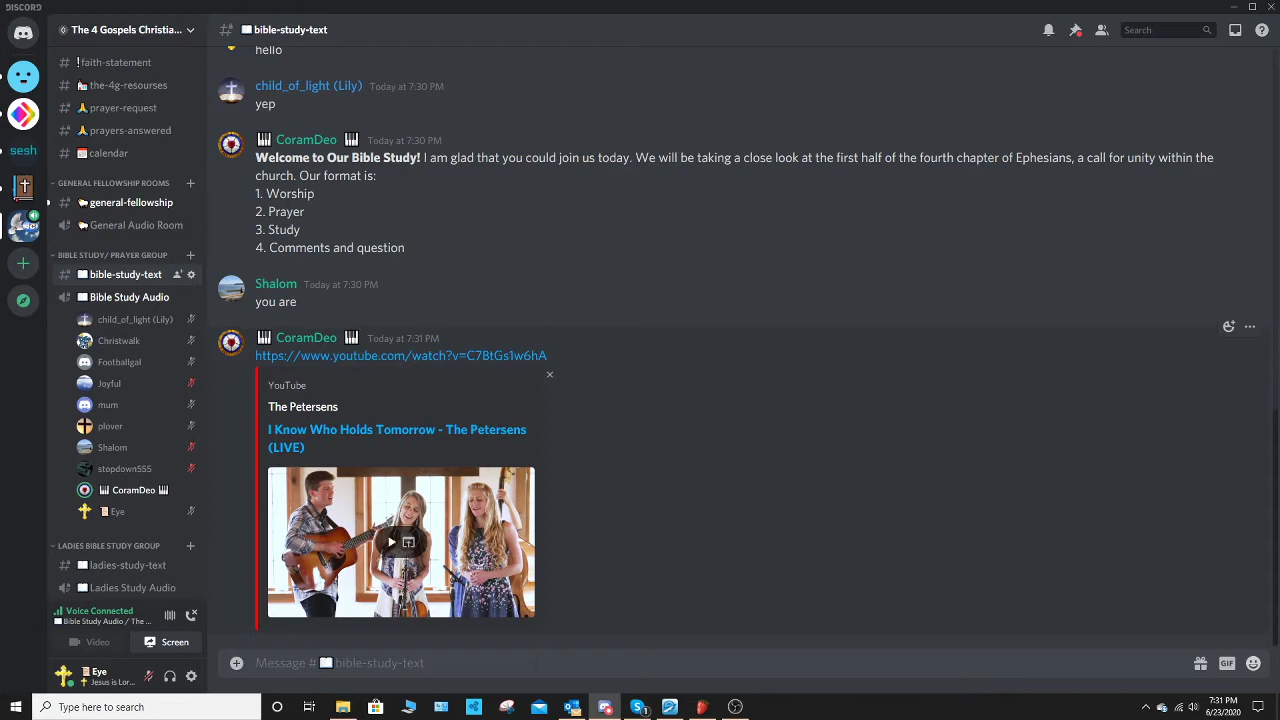 DISCORD
The 4 Gospels Christia...
faith-statement
the-4g-resourses
prayer-request
prayers-answered
calendar
GENERAL FELLOWSHIP ROOMS
general-fellowship
General Audio Room
BIBLE STUDY/ PRAYER GROUP
bible-study-text
Bible Study Audio
child_of_light (Lily)
Christwalk
Footballgal
Joyful
mum
plover
Shalom
stopdown555
CoramDeo
Eye
LADIES BIBLE STUDY GROUP
ladies-study-text
Ladies Study Audio
Voice Connected
Bible Study Audio / The ...
Video
Screen
Eye
Jesus is Lor...
sesh
bible-study-text
Search
hello
child_of_light (Lily) Today at 7:30 PM
yep
CoramDeo Today at 7:30 PM
Welcome to Our Bible Study! I am glad that you could join us today. We will be taking a close look at the first half of the fourth chapter of Ephesians, a call for unity within the
church. Our format is:
1. Worship
2. Prayer
3. Study
4. Comments and question
Shalom Today at 7:30 PM
you are
CoramDeo Today at 7:31 PM
https://www.youtube.com/watch?v=C7BtGs1w6hA
YouTube
The Petersens
I Know Who Holds Tomorrow - The Petersens
(LIVE)
Message # bible-study-text
GIF
Type here to search
7:31 PM
6/23/2020